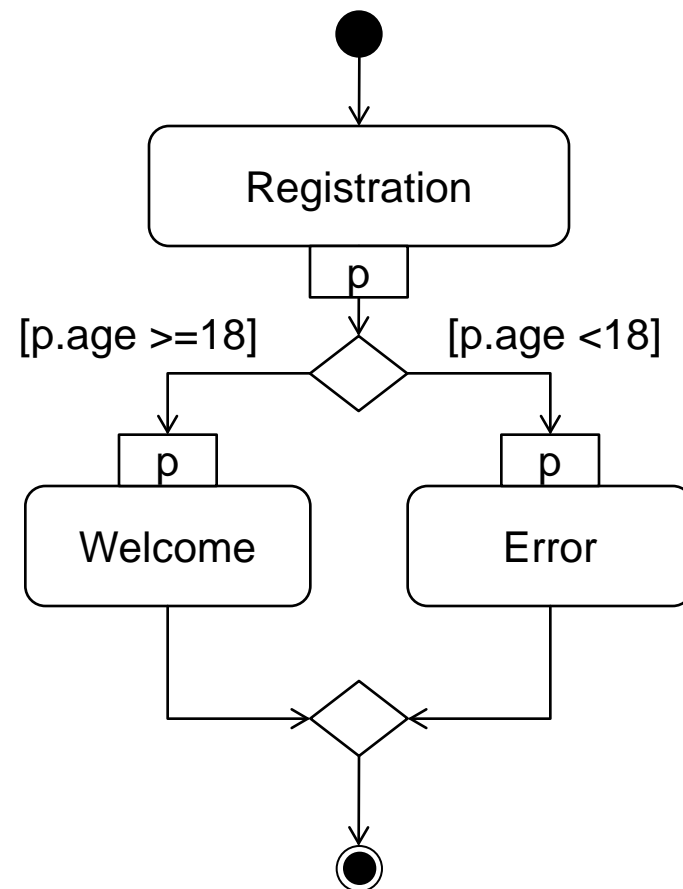 Registration
p
[p.age >=18] [p.age <18]
p p
Welcome Error